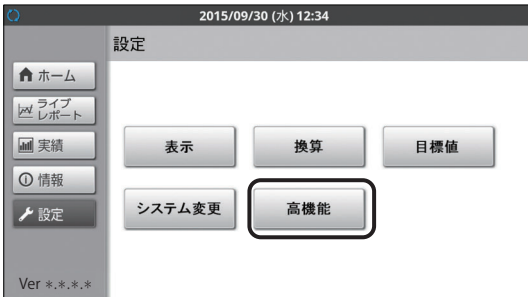 2015/09/30 (水) 12:34
設定
ホーム
ライブ
レポート
実績
情報
設定
表示
換算
目標値
システム変更
高機能
Ver *.*.*.*